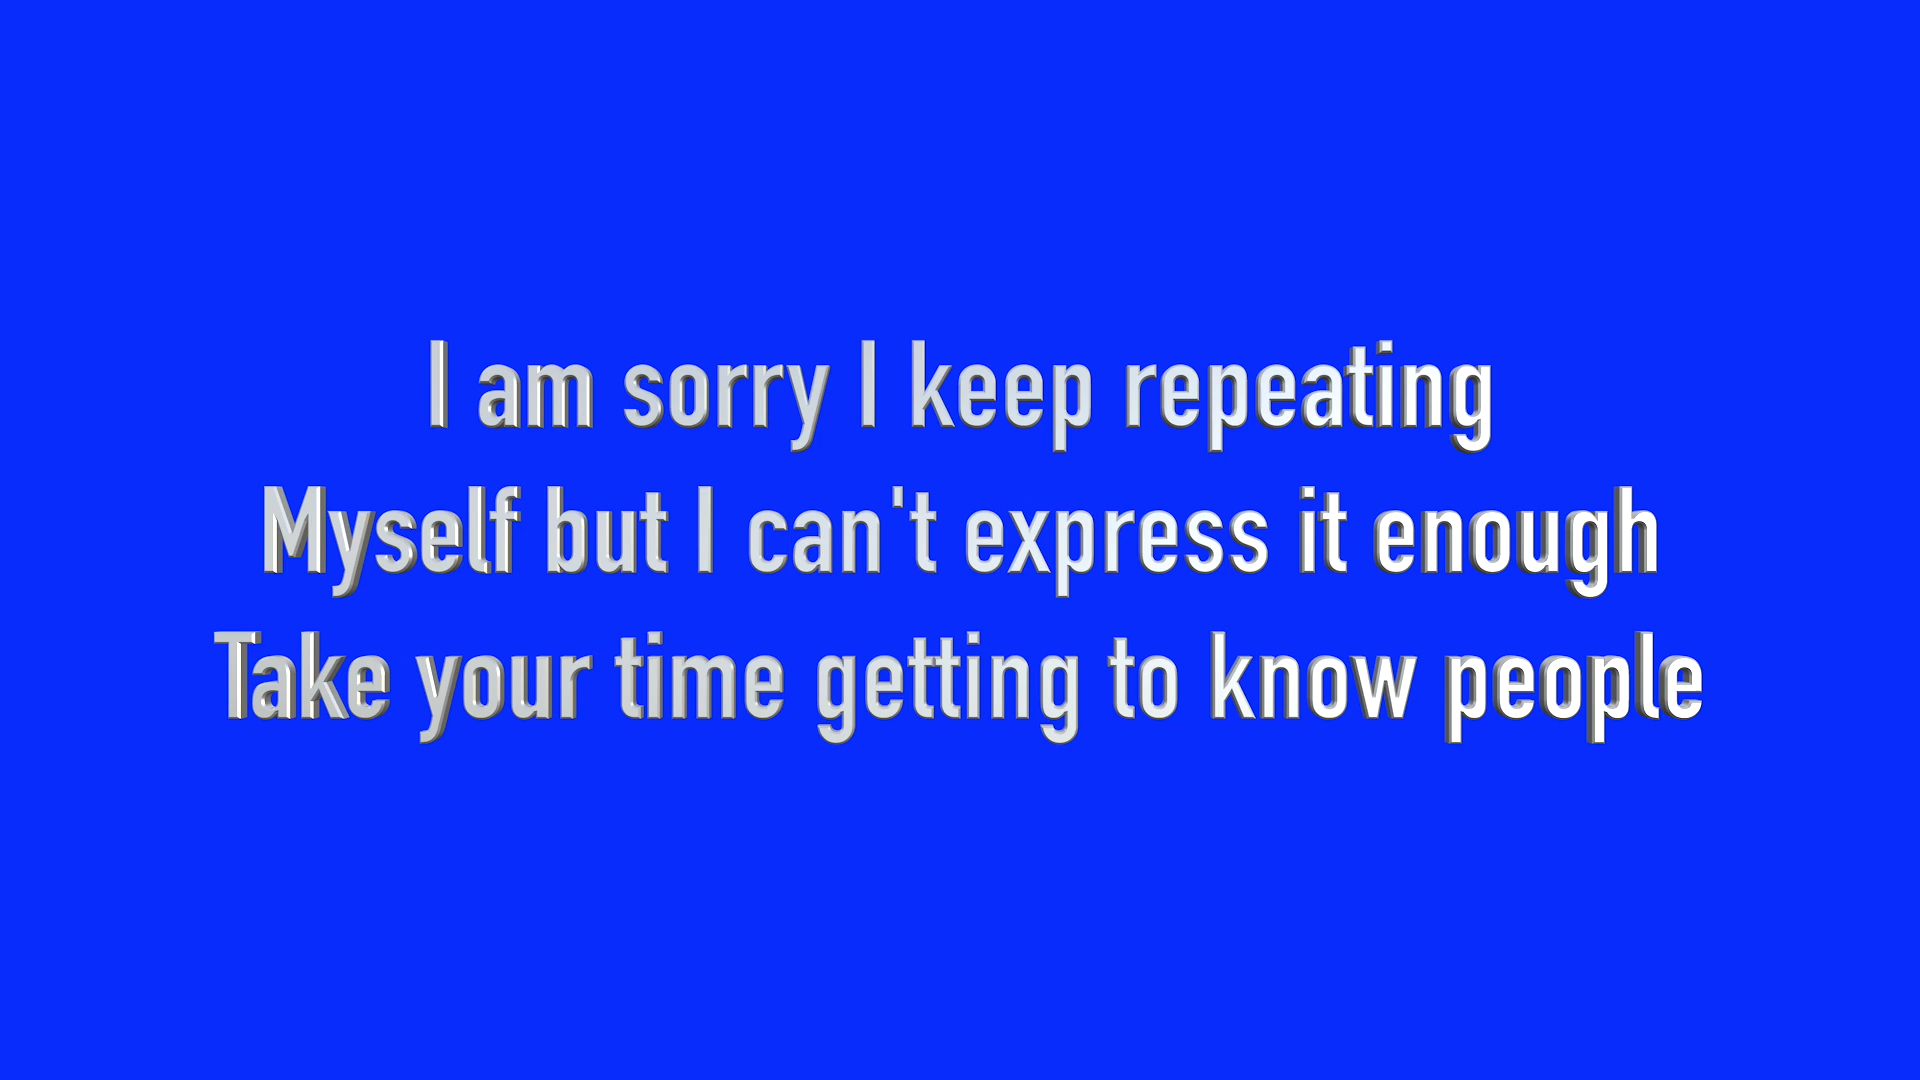 I am sorry I keep repeating
Myself but I can't express it enough
Take your time getting to know people